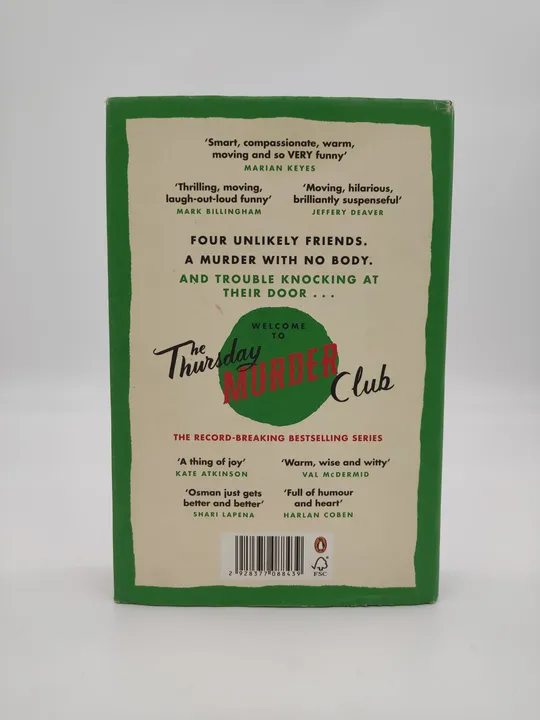 ‘Smart, compassionate, warm,
moving and so VERY funny’
MARIAN KEYES
‘Thrilling, moving,
laugh-out-loud funny’
MARK BILLINGHAM
‘Moving, hilarious,
brilliantly suspenseful’
JEFFERY DEAVER
FOUR UNLIKELY FRIENDS.
A MURDER WITH NO BODY.
AND TROUBLE KNOCKING AT
THEIR DOOR . . .
WELCOME
TO
The
Thursday
MURDER
Club
THE RECORD-BREAKING BESTSELLING SERIES
‘A thing of joy’
KATE ATKINSON
‘Warm, wise and witty’
VAL McDERMID
‘Osman just gets
better and better’
SHARI LAPENA
‘Full of humour
and heart’
HARLAN COBEN
2 928377 088439
FSC